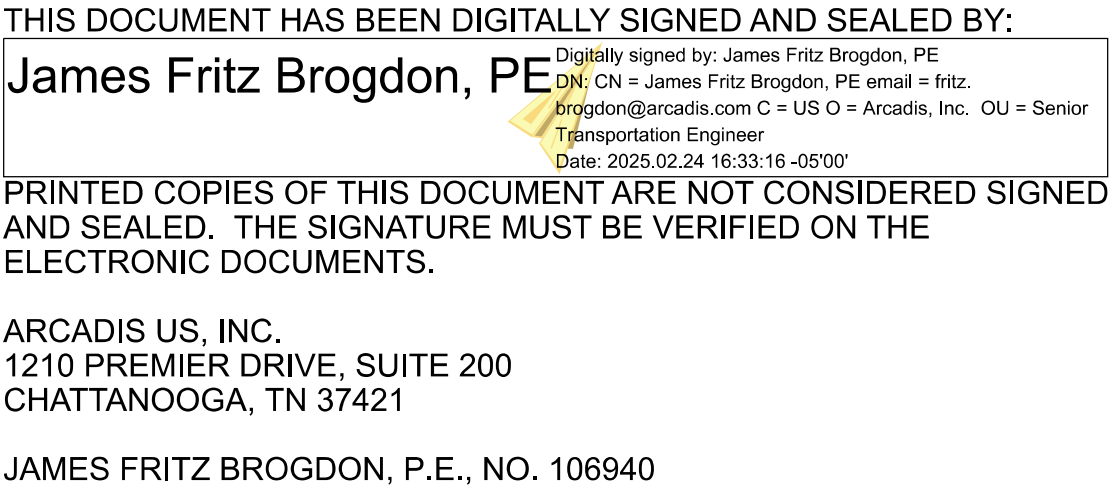 THIS DOCUMENT HAS BEEN DIGITALLY SIGNED AND SEALED BY:
James Fritz Brogdon, PE
Digitally signed by: James Fritz Brogdon, PE
DN: CN = James Fritz Brogdon, PE email = fritz.
brogdon@arcadis.com C = US O = Arcadis, Inc. OU = Senior
Transportation Engineer
Date: 2025.02.24 16:33:16 -05'00'
PRINTED COPIES OF THIS DOCUMENT ARE NOT CONSIDERED SIGNED
AND SEALED. THE SIGNATURE MUST BE VERIFIED ON THE
ELECTRONIC DOCUMENTS.
ARCADIS US, INC.
1210 PREMIER DRIVE, SUITE 200
CHATTANOOGA, TN 37421
JAMES FRITZ BROGDON, P.E., NO. 106940